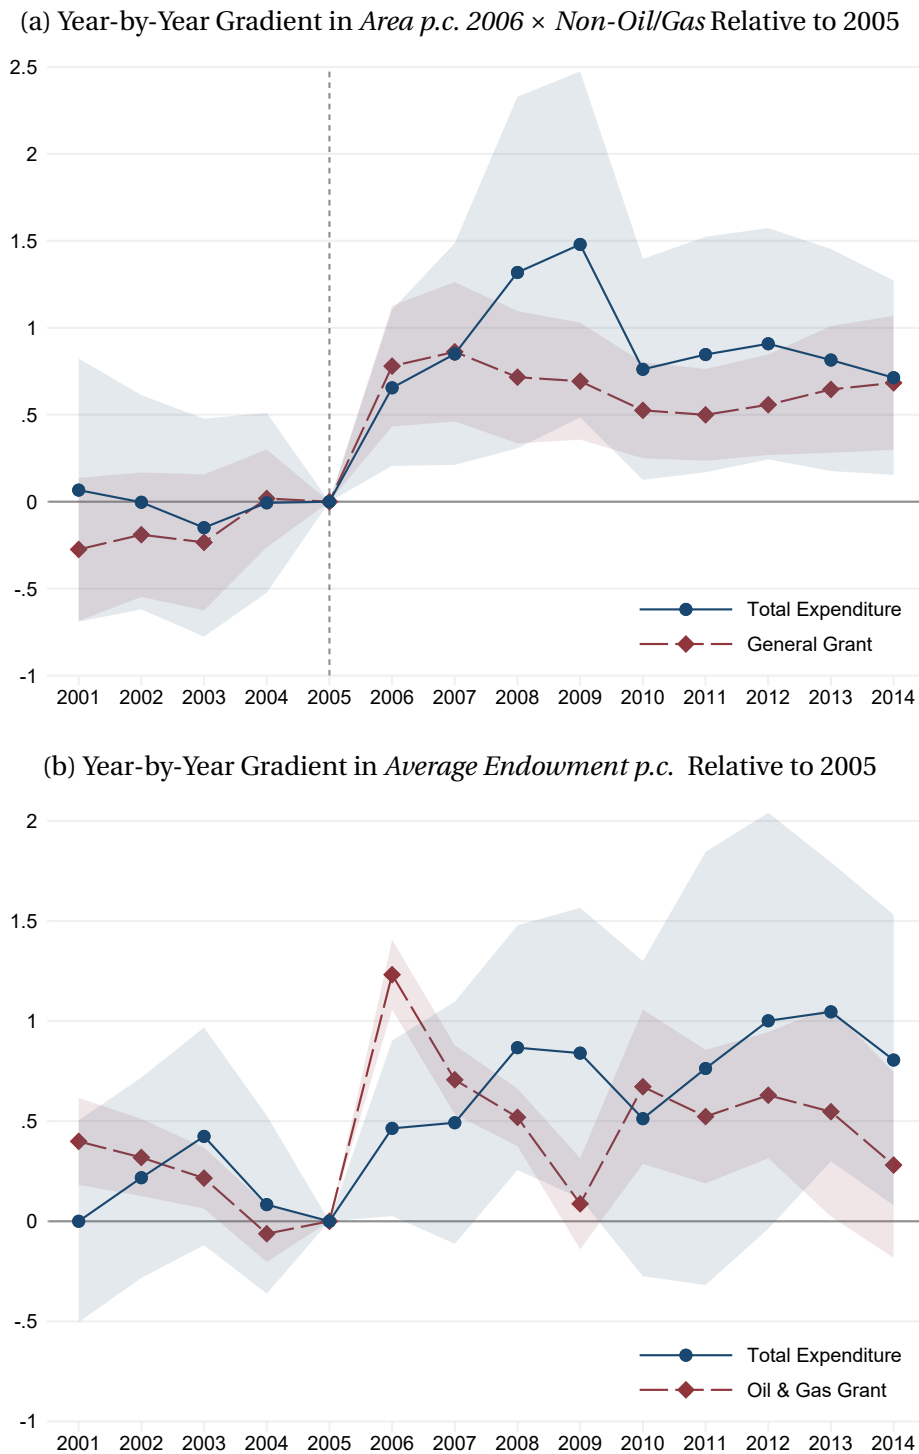 (a) Year-by-Year Gradient in Area p.c. 2006 × Non-Oil/Gas Relative to 2005
2.5
2
1.5
1
.5
0
-.5
-1
Total Expenditure
General Grant
2001 2002 2003 2004 2005 2006 2007 2008 2009 2010 2011 2012 2013 2014
(b) Year-by-Year Gradient in Average Endowment p.c. Relative to 2005
2
1.5
1
.5
0
-.5
-1
Total Expenditure
Oil & Gas Grant
2001 2002 2003 2004 2005 2006 2007 2008 2009 2010 2011 2012 2013 2014